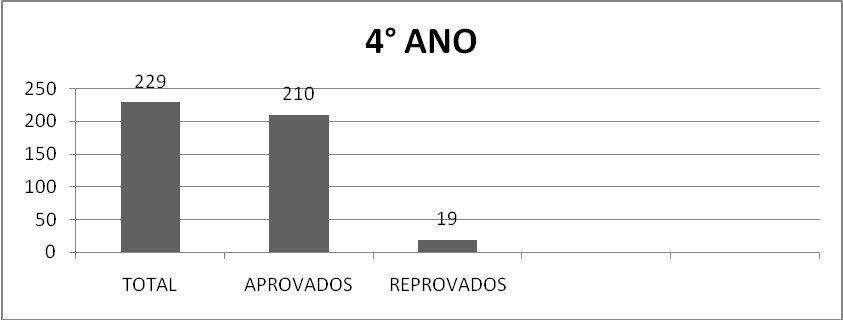 4° ANO
229
210
19
250
200
150
100
50
0
TOTAL
APROVADOS
REPROVADOS